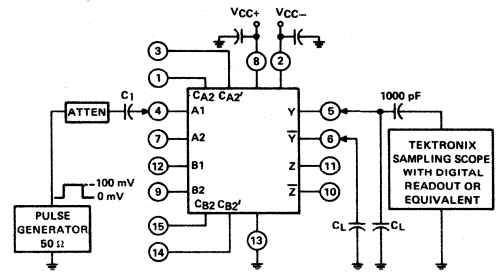 VCC+ VCC−
3
8 2
1
C1
CA2 CA2'
1000 pF
ATTEN
4 A1 Y 5
7 A2 Y 6
12 B1 Z 11
9 B2 Z 10
CB2 CB2'
CL CL
TEKTRONIX
SAMPLING SCOPE
WITH DIGITAL
READOUT OR
EQUIVALENT
100 mV
0 mV
PULSE
GENERATOR
50 Ω
15
13
14